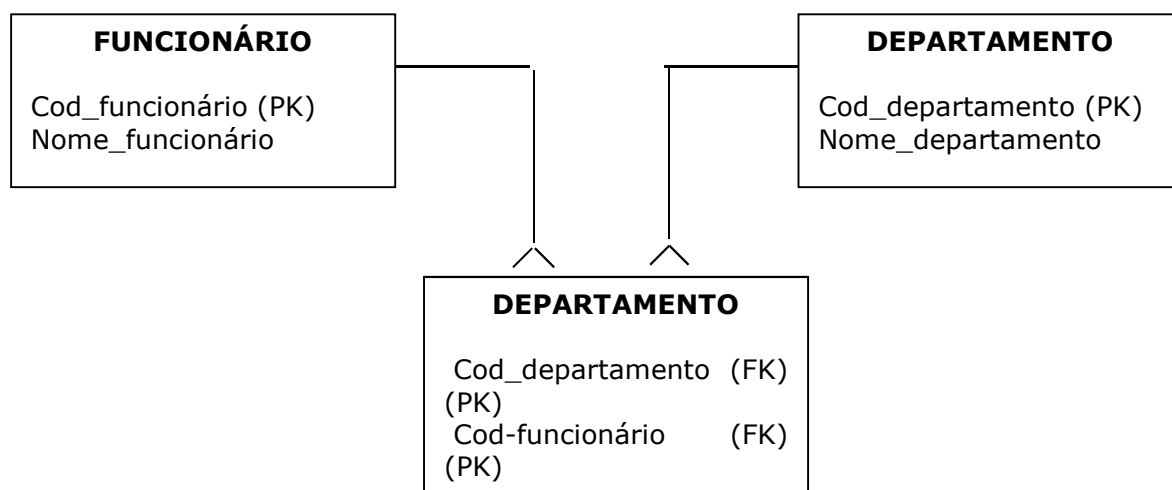 FUNCIONÁRIO
Cod_funcionário (PK)
Nome_funcionário
DEPARTAMENTO
Cod_departamento (PK)
Nome_departamento
DEPARTAMENTO
Cod_departamento (FK)
(PK)
Cod-funcionário (FK)
(PK)